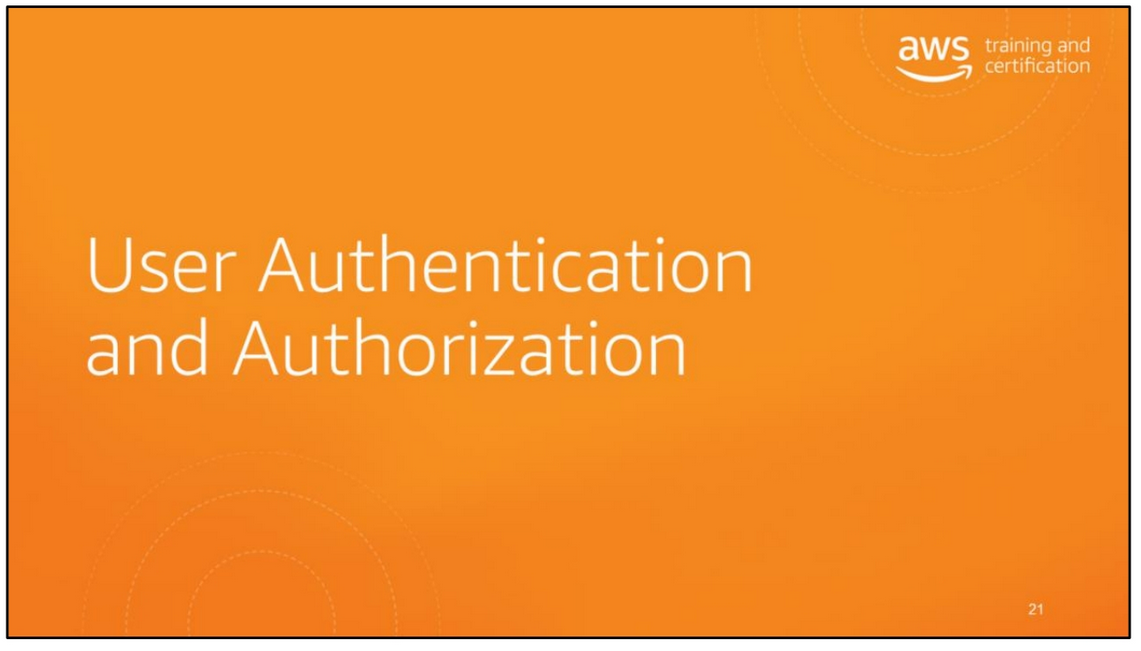 aws training and
certification
User Authentication
and Authorization
21